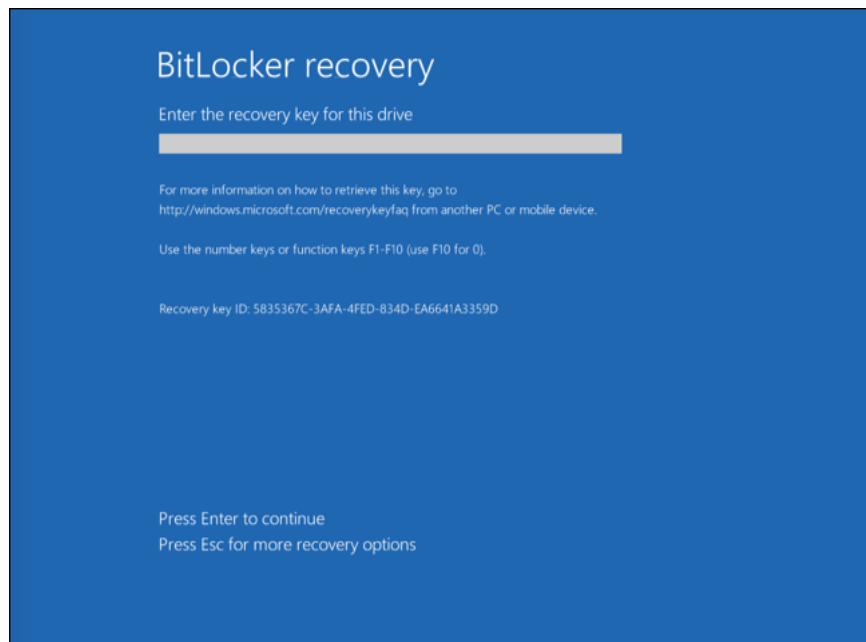 BitLocker recovery
Enter the recovery key for this drive
For more information on how to retrieve this key, go to
http://windows.microsoft.com/recoverykeyfaq from another PC or mobile device.
Use the number keys or function keys F1-F10 (use F10 for 0).
Recovery key ID: 5835367C-3AFA-4FED-834D-EA6641A3359D
Press Enter to continue
Press Esc for more recovery options